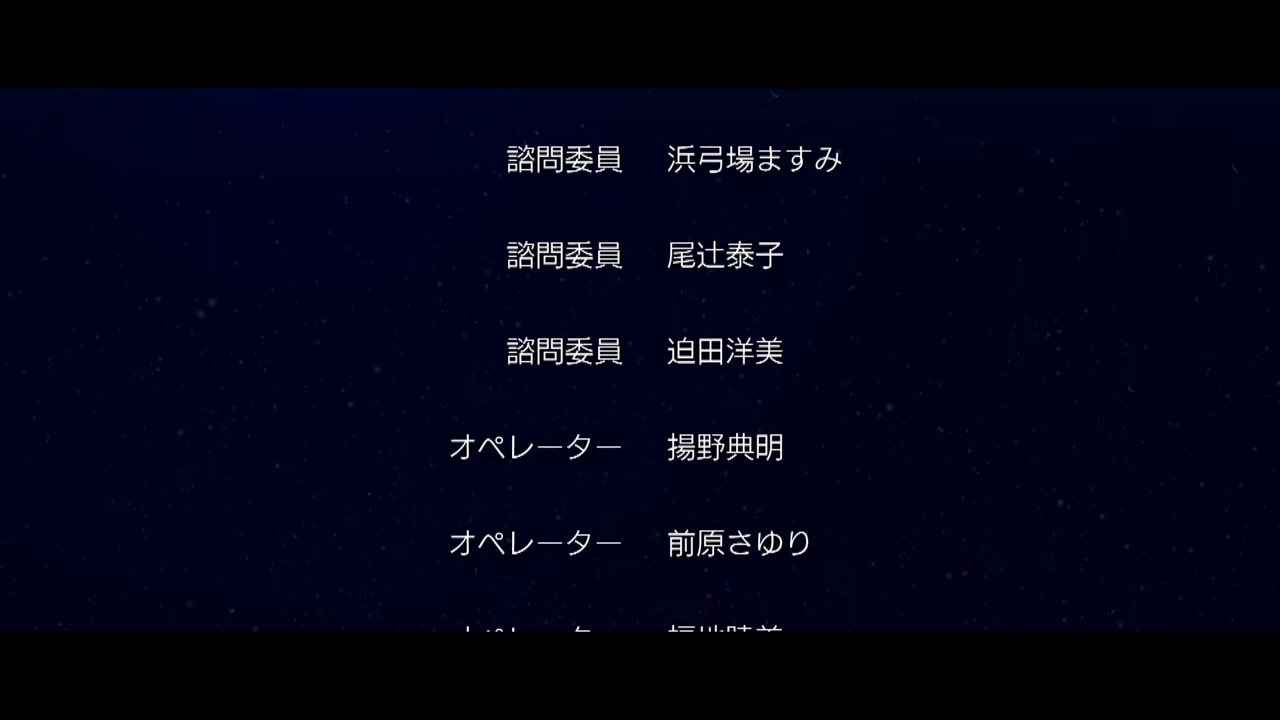 諮問委員 浜弓場ますみ
諮問委員 尾辻泰子
諮問委員 迫田洋美
オペレーター 揚野典明
オペレーター 前原さゆり